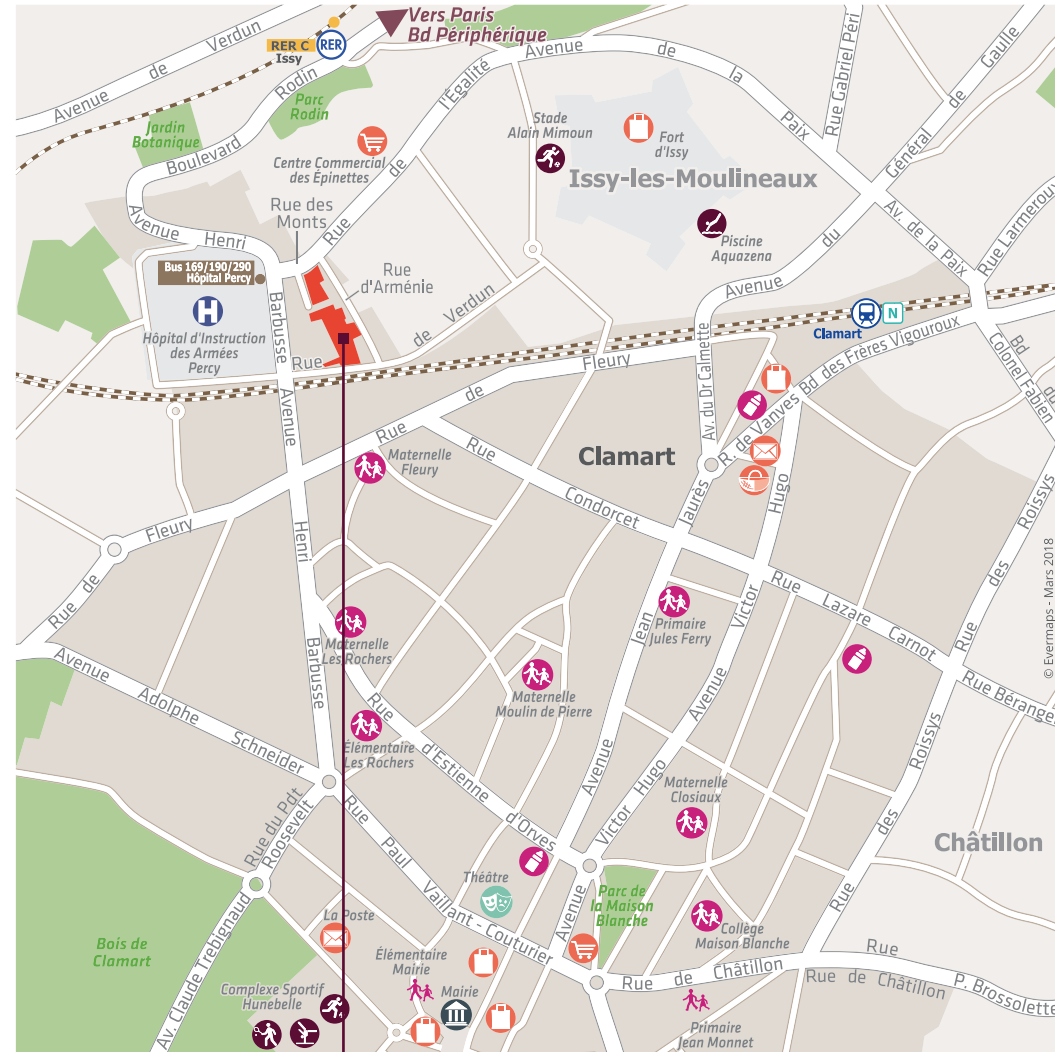 Vers Paris
Bd Périphérique
Avenue de Verdun
RER C
RER
Issy
Boulevard Rodin
Parc
Rodin
Jardin
Botanique
Rue de l'Égalité
Avenue de la Paix
Rue Gabriel Péri
Avenue du Général de Gaulle
Stade
Alain Mimoun
Fort
d'Issy
Centre Commercial
des Épinettes
Issy-les-Moulineaux
Rue des
Monts
Avenue Henri Barbusse
Av. de la Paix
Rue Larmeroux
Piscine
Aquazena
Bus 169/190/290
Hôpital Percy
H
Hôpital d'Instruction
des Armées
Percy
Rue
d'Arménie
Rue de Verdun
Avenue
N
Clamart
Bd Colonel Fabien
du
Rue de Fleury
Av. du Dr Calmette
R. de Vanves
Bd des Frères Vigouroux
Maternelle
Fleury
Clamart
Rue Condorcet
Avenue Henri Barbusse
Rue de Fleury
Avenue Jean Jaurès
Avenue Victor Hugo
Hugo
Rue Lazare Carnot
Rue des Roissys
© Evermaps - Mars 2018
Primaire
Jules Ferry
Maternelle
Les Rochers
Maternelle
Moulin de Pierre
Rue Bérange
Avenue Adolphe Schneider
Élémentaire
Les Rochers
Rue d'Estienne d'Orves
Victor Hugo
Maternelle
Closiaux
Rue des Roissys
Rue du Pdt
Roosevelt
Rue Paul Vaillant - Couturier
Châtillon
Théâtre
Parc de
la Maison
Blanche
Avenue
La Poste
Collège
Maison Blanche
Bois de
Clamart
Av. Claude Trebignaud
Élémentaire
Mairie
Mairie
Complexe Sportif
Hunebelle
Rue de Châtillon
Rue P. Brossolette
Rue de Châtillon
Primaire
Jean Monnet